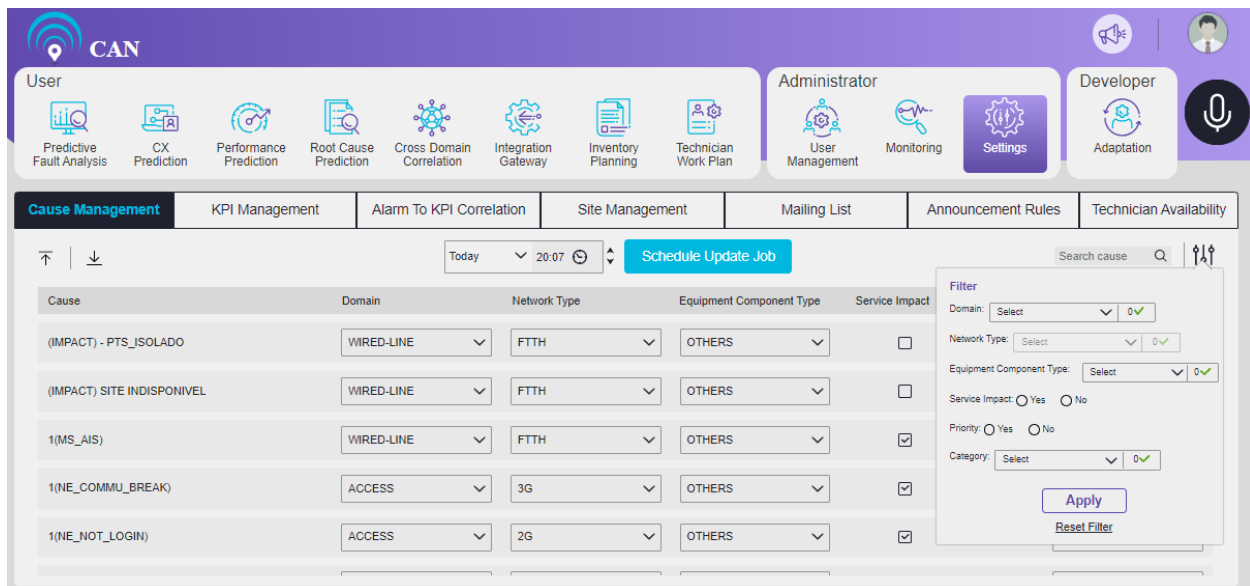 CAN
User
Administrator
Developer
Predictive Fault Analysis
CX Prediction
Performance Prediction
Root Cause Prediction
Cross Domain Correlation
Integration Gateway
Inventory Planning
Technician Work Plan
User Management
Monitoring
Settings
Adaptation
Cause Management
KPI Management
Alarm To KPI Correlation
Site Management
Mailing List
Announcement Rules
Technician Availability
Today 20:07
Schedule Update Job
Search cause
Cause Domain Network Type Equipment Component Type Service Impact
(IMPACT) - PTS_ISOLADO WIRED-LINE FTTH OTHERS
(IMPACT) SITE INDISPONIVEL WIRED-LINE FTTH OTHERS
1(MS_AIS) WIRED-LINE FTTH OTHERS
1(NE_COMMU_BREAK) ACCESS 3G OTHERS
1(NE_NOT_LOGIN) ACCESS 2G OTHERS
Filter
Domain: Select 0
Network Type: Select 0
Equipment Component Type: Select 0
Service Impact: Yes No
Priority: Yes No
Category: Select 0
Apply
Reset Filter